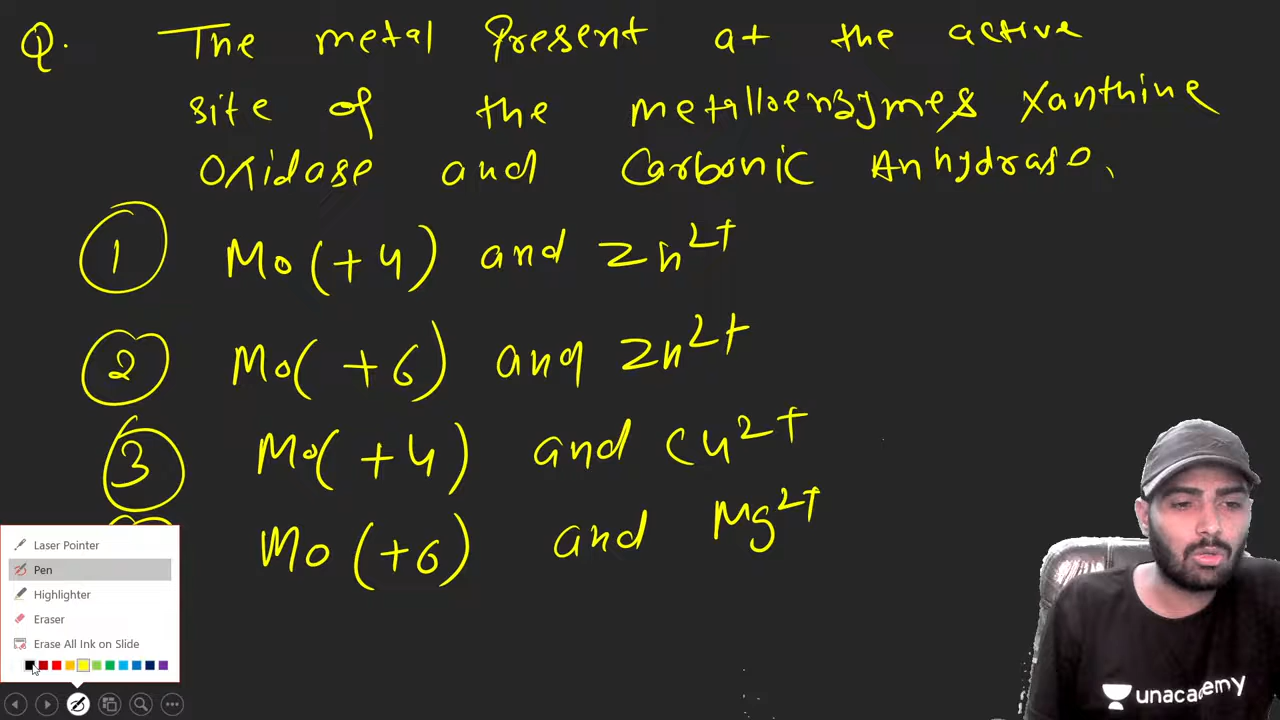 Q. The metal Present at the active
site of the metalloenzymes Xanthine
Oxidase and Carbonic Anhydrase.
1 Mo(+4) and Zn2+
2 Mo(+6) and Zn2+
3 Mo(+4) and Cu2+
Mo(+6) and Mg2+
Laser Pointer
Pen
Highlighter
Eraser
Erase All Ink on Slide
unacademy